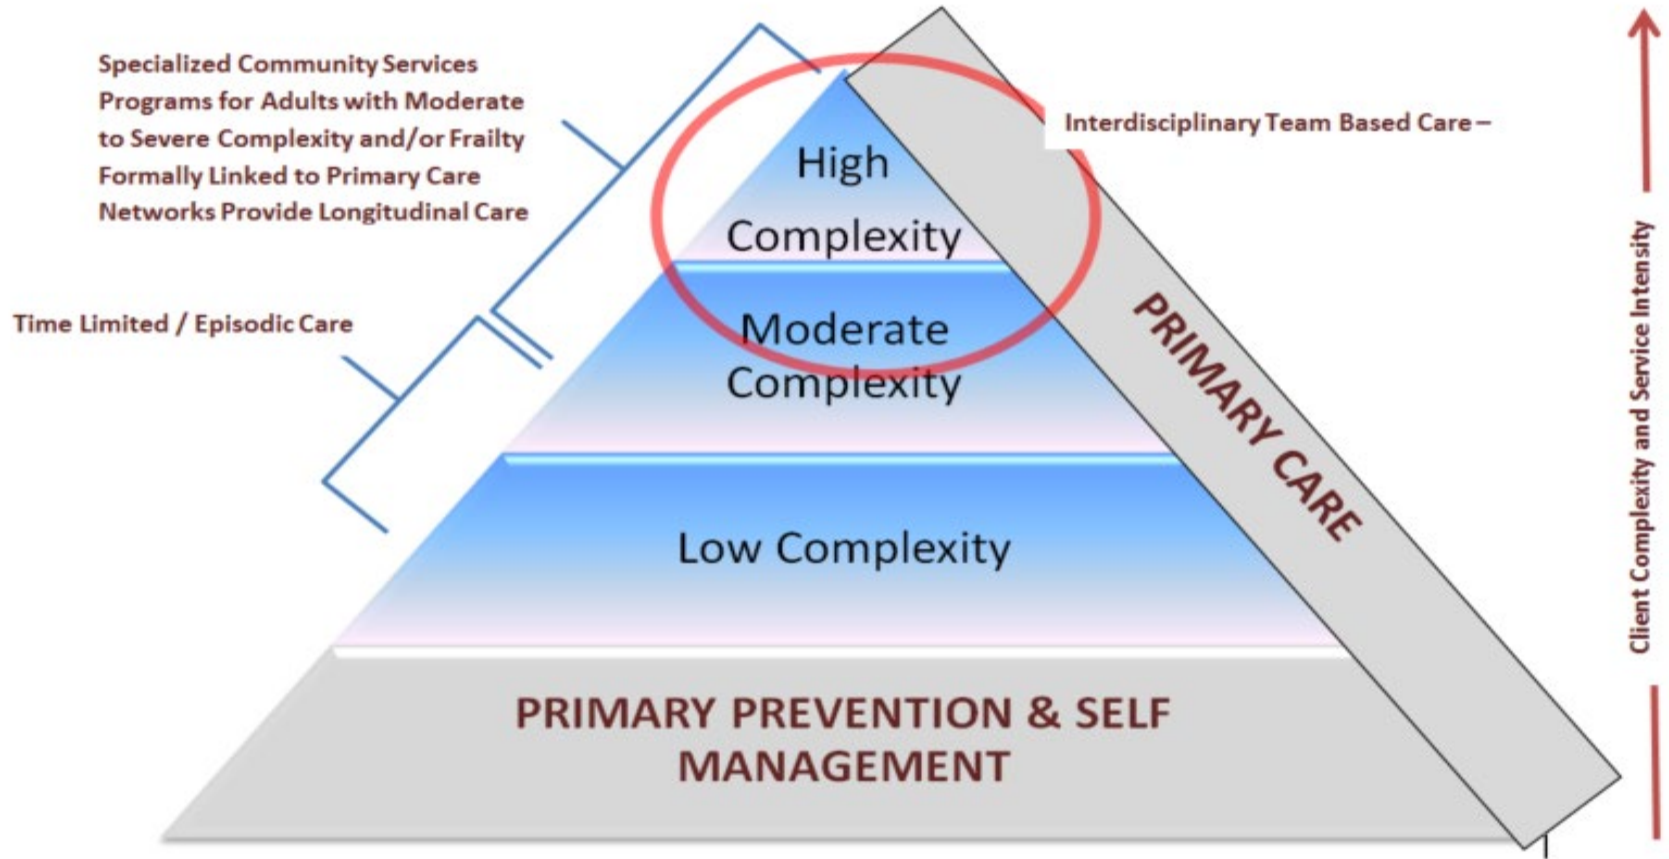 Specialized Community Services
Programs for Adults with Moderate
to Severe Complexity and/or Frailty
Formally Linked to Primary Care
Networks Provide Longitudinal Care
Time Limited / Episodic Care
High
Complexity
Moderate
Complexity
Low Complexity
PRIMARY PREVENTION & SELF
MANAGEMENT
Interdisciplinary Team Based Care –
PRIMARY CARE
Client Complexity and Service Intensity